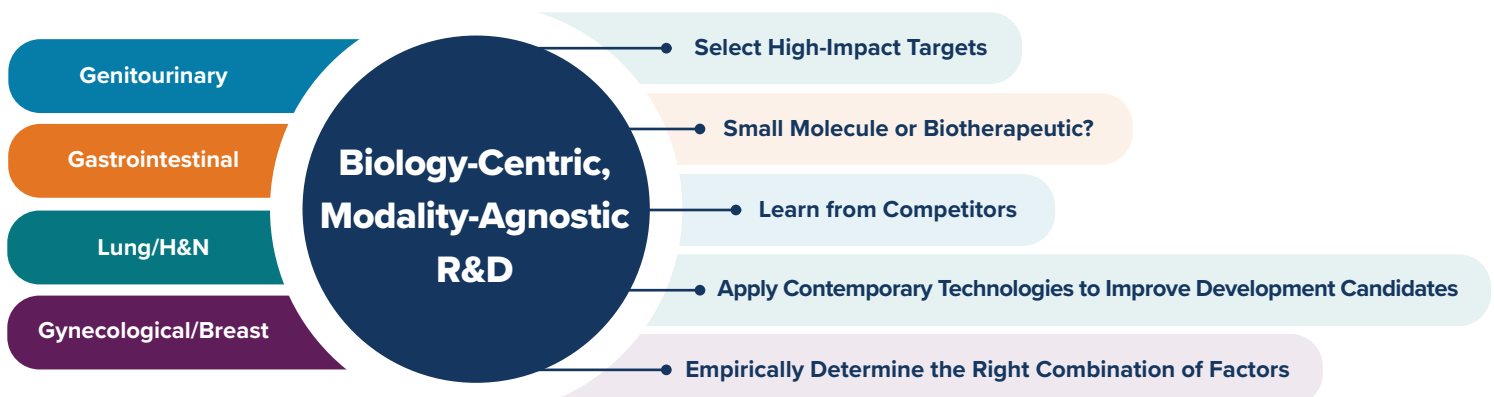 Genitourinary
Gastrointestinal
Lung/H&N
Gynecological/Breast
Biology-Centric,
Modality-Agnostic
R&D
Select High-Impact Targets
Small Molecule or Biotherapeutic?
Learn from Competitors
Apply Contemporary Technologies to Improve Development Candidates
Empirically Determine the Right Combination of Factors